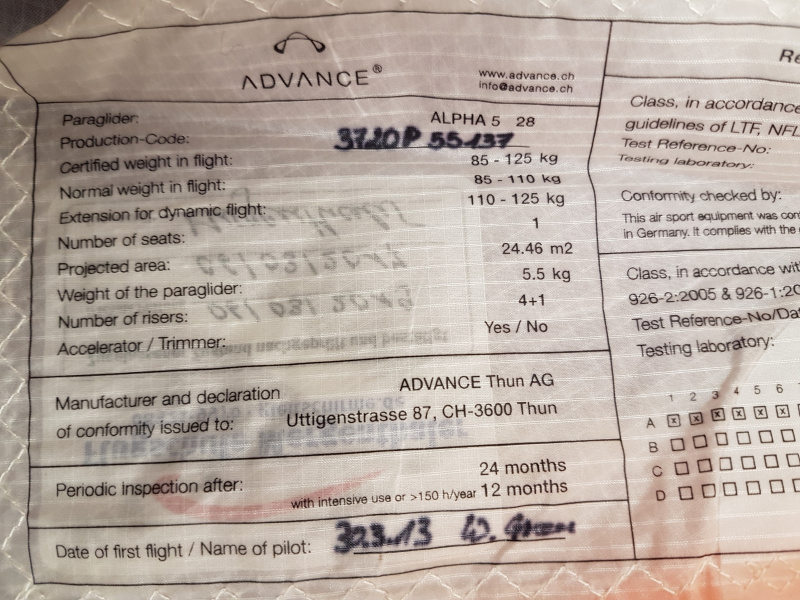 ADVANCE®
www.advance.ch
info@advance.ch
Paraglider: ALPHA 5 28
Production-Code: 3720P 55137
Certified weight in flight: 85 - 125 kg
Normal weight in flight: 85 - 110 kg
Extension for dynamic flight: 110 - 125 kg
Number of seats: 1
Projected area: 24.46 m2
Weight of the paraglider: 5.5 kg
Number of risers: 4+1
Accelerator / Trimmer: Yes / No
Manufacturer and declaration ADVANCE Thun AG
of conformity issued to: Uttigenstrasse 87, CH-3600 Thun
Periodic inspection after: 24 months
with intensive use or >150 h/year 12 months
Date of first flight / Name of pilot: W.
Re
Class, in accordance
guidelines of LTF, NFL
Test Reference-No:
Testing laboratory:
Conformity checked by:
This air sport equipment was con
in Germany. It complies with the
Class, in accordance wit
926-2:2005 & 926-1:20
Test Reference-No/Da
Testing laboratory:
1 2 3 4 5 6
A
B
C
D